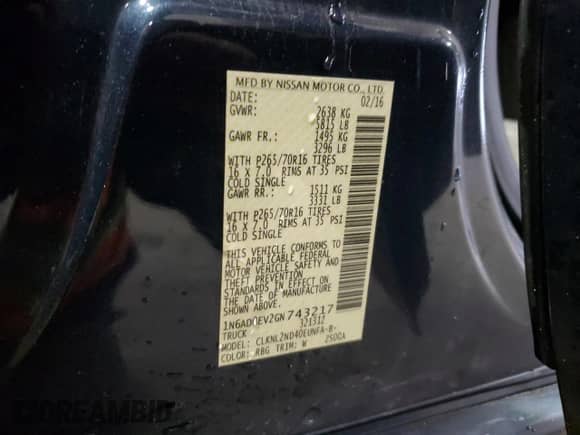 MFD BY NISSAN MOTOR CO., LTD.
DATE: 02/16
GVWR: 2638 KG
5815 LB
GAWR FR.: 1495 KG
3296 LB
WITH P265/70R16 TIRES
16 X 7.0 RIMS AT 35 PSI
COLD SINGLE
GAWR RR.: 1511 KG
3331 LB
WITH P265/70R16 TIRES
16 X 7.0 RIMS AT 35 PSI
COLD SINGLE
THIS VEHICLE CONFORMS TO
ALL APPLICABLE FEDERAL
MOTOR VEHICLE SAFETY AND
THEFT PREVENTION
STANDARDS IN EFFECT ON
THE DATE OF MANUFACTURE
SHOWN ABOVE.
1N6AD0EV2GN743217
TRUCK 321312
MODEL: CLKNL2ND40EUNFA-B-
COLOR: RBG TRIM: W
DREAMBID